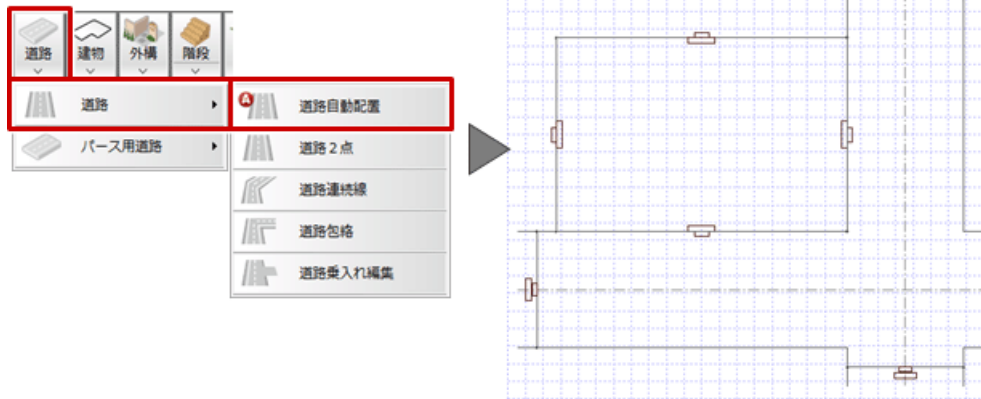 道路
建物
外構
階段
道路
パース用道路
A
道路自動配置
道路２点
道路連続線
道路包絡
道路乗入れ編集